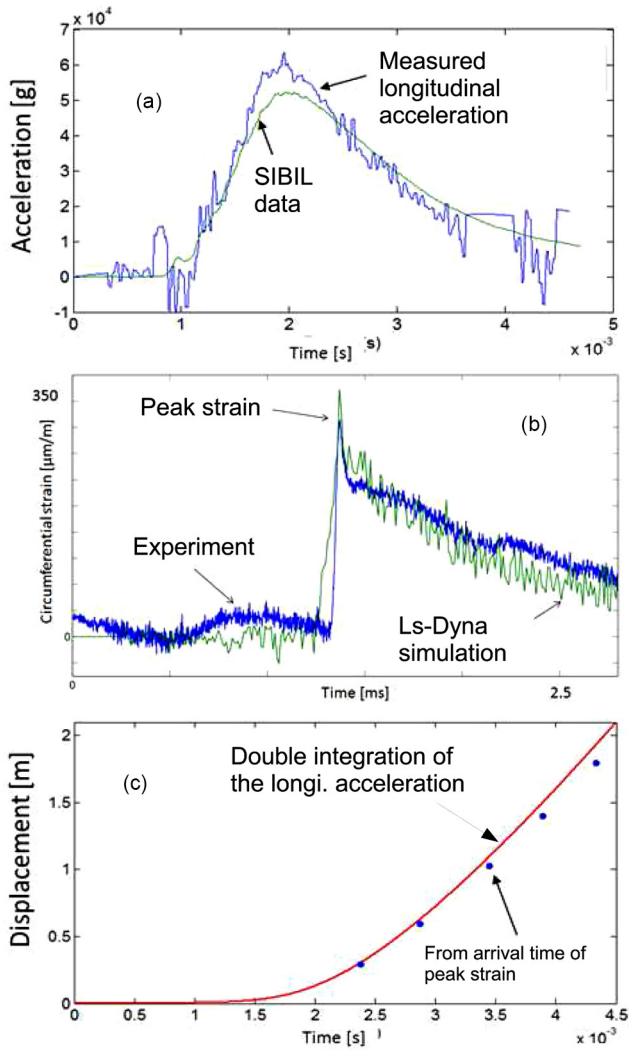 x 10⁴
7
6
5
4
3
2
1
0
-1
Acceleration [g]
(a)
Measured
longitudinal
acceleration
SIBIL
data
0 1 2 3 4 5
Time [s] s)
x 10⁻³
350
0
Circumferential strain [µm/m]
Peak strain
(b)
Experiment
Ls-Dyna
simulation
0 2.5
Time [ms]
2
1.5
1
0.5
0
Displacement [m]
(c)
Double integration of
the longi. acceleration
From arrival time of
peak strain
0 0.5 1 1.5 2 2.5 3 3.5 4 4.5
Time [s] )
x 10⁻³